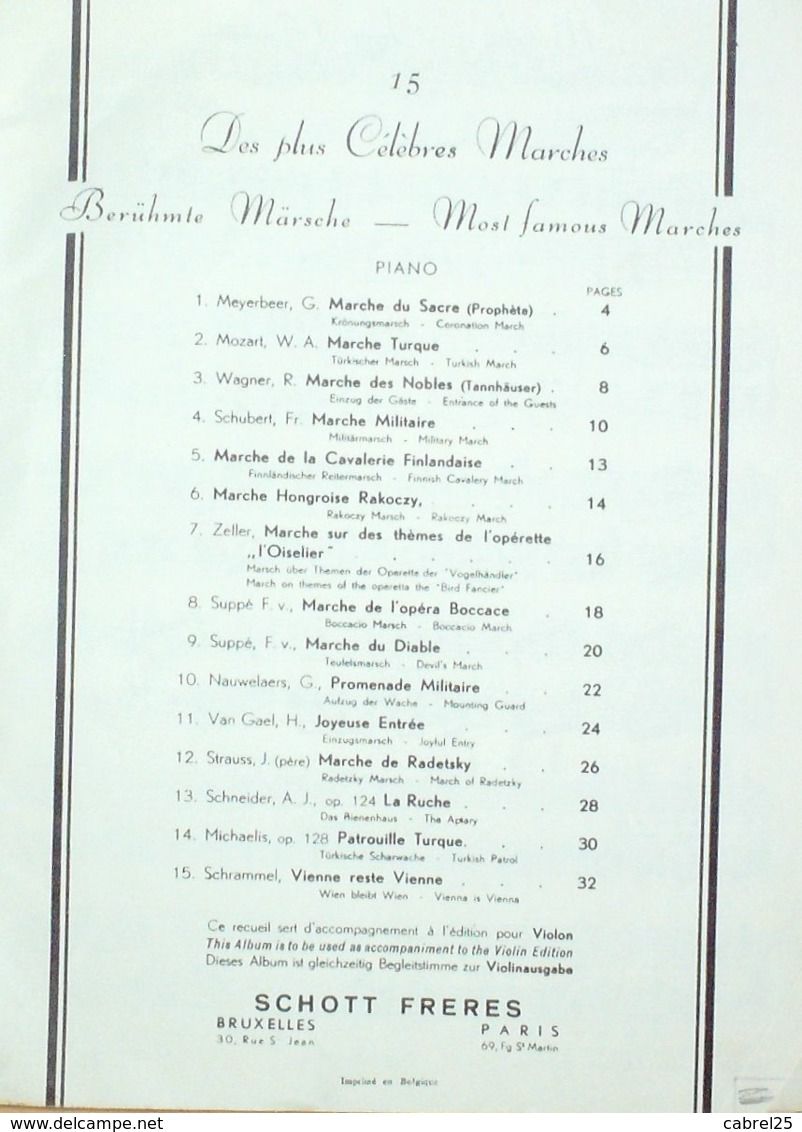 15
Des plus Célèbres Marches
Berühmte Märsche — Most famous Marches
PIANO
PAGES
1. Meyerbeer, G. Marche du Sacre (Prophète) . 4
Krönungsmarsch - Coronation March
2. Mozart, W. A. Marche Turque . . . 6
Türkischer Marsch - Turkish March
3. Wagner, R. Marche des Nobles (Tannhäuser) . 8
Einzug der Gäste - Entrance of the Guests
4. Schubert, Fr. Marche Militaire . . . 10
Militärmarsch - Military March
5. Marche de la Cavalerie Finlandaise . . 13
Finnländischer Reitermarsch - Finnish Cavalery March
6. Marche Hongroise Rakoczy, . . . . 14
Rakoczy Marsch - Rakoczy March
7. Zeller, Marche sur des thèmes de l'opérette
„l'Oiselier" . . . . . . 16
Marsch über Themen der Operette der "Vogelhändler"
March on themes of the operetta the "Bird Fancier"
8. Suppé F. v., Marche de l'opéra Boccace . 18
Boccacio Marsch - Boccacio March
9. Suppé, F. v., Marche du Diable . . . 20
Teufelsmarsch - Devil's March
10. Nauwelaers, G., Promenade Militaire . . 22
Aufzug der Wache - Mounting Guard
11. Van Gael, H., Joyeuse Entrée . . . 24
Einzugsmarsch - Joyful Entry
12. Strauss, J. (père) Marche de Radetsky . . 26
Radetzky Marsch - March of Radetzky
13. Schneider, A. J., op. 124 La Ruche . . . 28
Das Bienenhaus - The Apiary
14. Michaelis, op. 128 Patrouille Turque. . . 30
Türkische Scharwache - Turkish Patrol
15. Schrammel, Vienne reste Vienne . . . 32
Wien bleibt Wien - Vienna is Vienna
Ce recueil sert d'accompagnement à l'édition pour Violon
This Album is to be used as accompaniment to the Violin Edition
Dieses Album ist gleichzeitig Begleitstimme zur Violinausgabe
SCHOTT FRERES
BRUXELLES PARIS
30, Rue S. Jean 69, Fg St Martin
Imprimé en Belgique
delcampe.net cabrel25